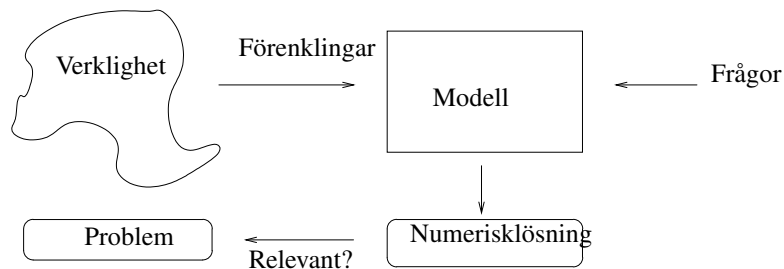 Förenklingar
Verklighet
Frågor
Modell
Problem
Numerisklösning
Relevant?